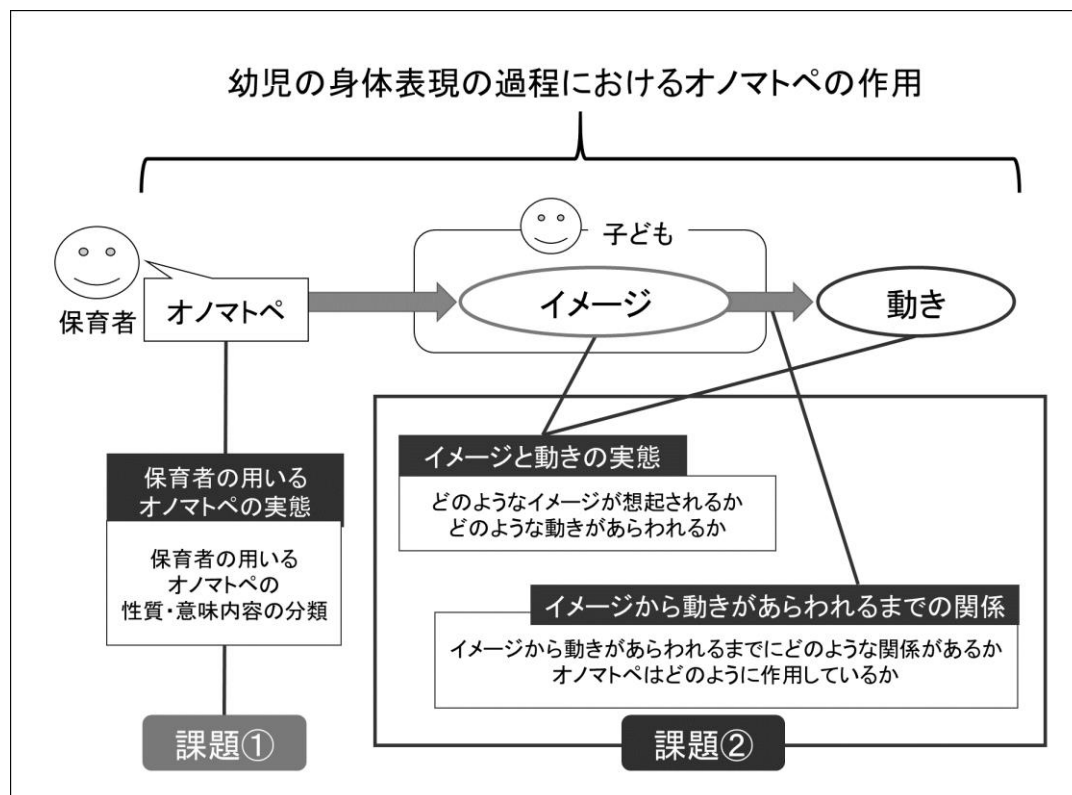 幼児の身体表現の過程におけるオノマトペの作用
子ども
保育者
オノマトペ
イメージ
動き
保育者の用いる
オノマトペの実態
保育者の用いる
オノマトペの
性質・意味内容の分類
課題①
イメージと動きの実態
どのようなイメージが想起されるか
どのような動きがあらわれるか
イメージから動きがあらわれるまでの関係
イメージから動きがあらわれるまでにどのような関係があるか
オノマトペはどのように作用しているか
課題②